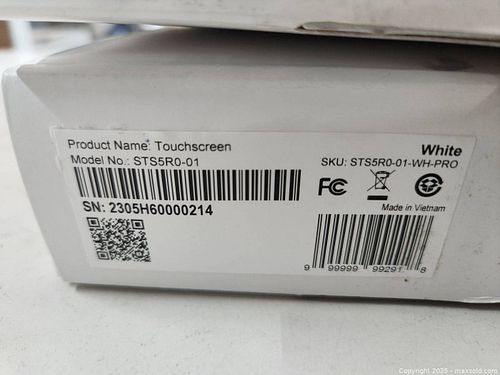 Product Name: Touchscreen
White
Model No.: STS5R0-01
SKU: STS5R0-01-WH-PRO
FC
SN: 2305H60000214
Made in Vietnam
9 99999 99291 8
Copyright 2025 - maxsold.com